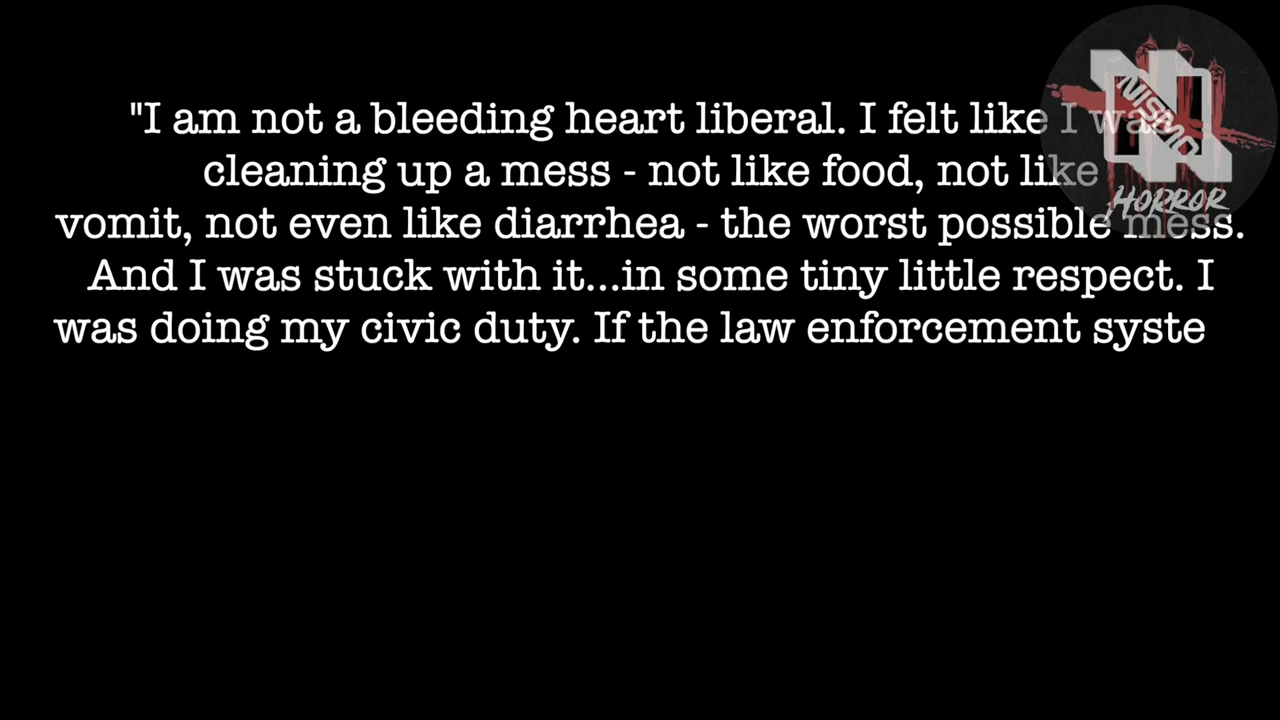 "I am not a bleeding heart liberal. I felt like I was
cleaning up a mess - not like food, not like
vomit, not even like diarrhea - the worst possible mess.
And I was stuck with it...in some tiny little respect. I
was doing my civic duty. If the law enforcement syste
NISMO
HORROR